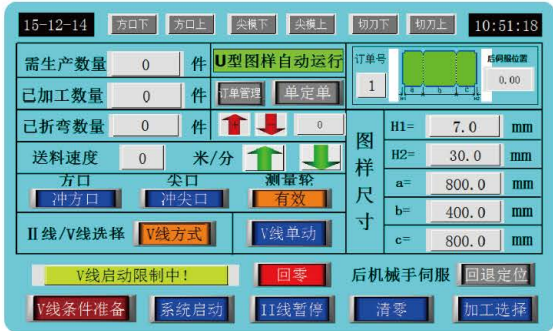 15-12-14 方口下 方口上 尖模下 尖模上 切刀下 切刀上 10:51:18
需生产数量 0 件 U型图样自动运行 订单号 后伺服位置
已加工数量 0 件 订单管理 单定单 1 a b c 0.00
已折弯数量 0 件 0
送料速度 0 米/分
方口 尖口 测量轮
冲方口 冲尖口 有效
II线/V线选择 V线方式 V线单动
图样尺寸
H1= 7.0 mm
H2= 30.0 mm
a= 800.0 mm
b= 400.0 mm
c= 800.0 mm
V线启动限制中! 回零 后机械手伺服 回退定位
V线条件准备 系统启动 II线暂停 清零 加工选择